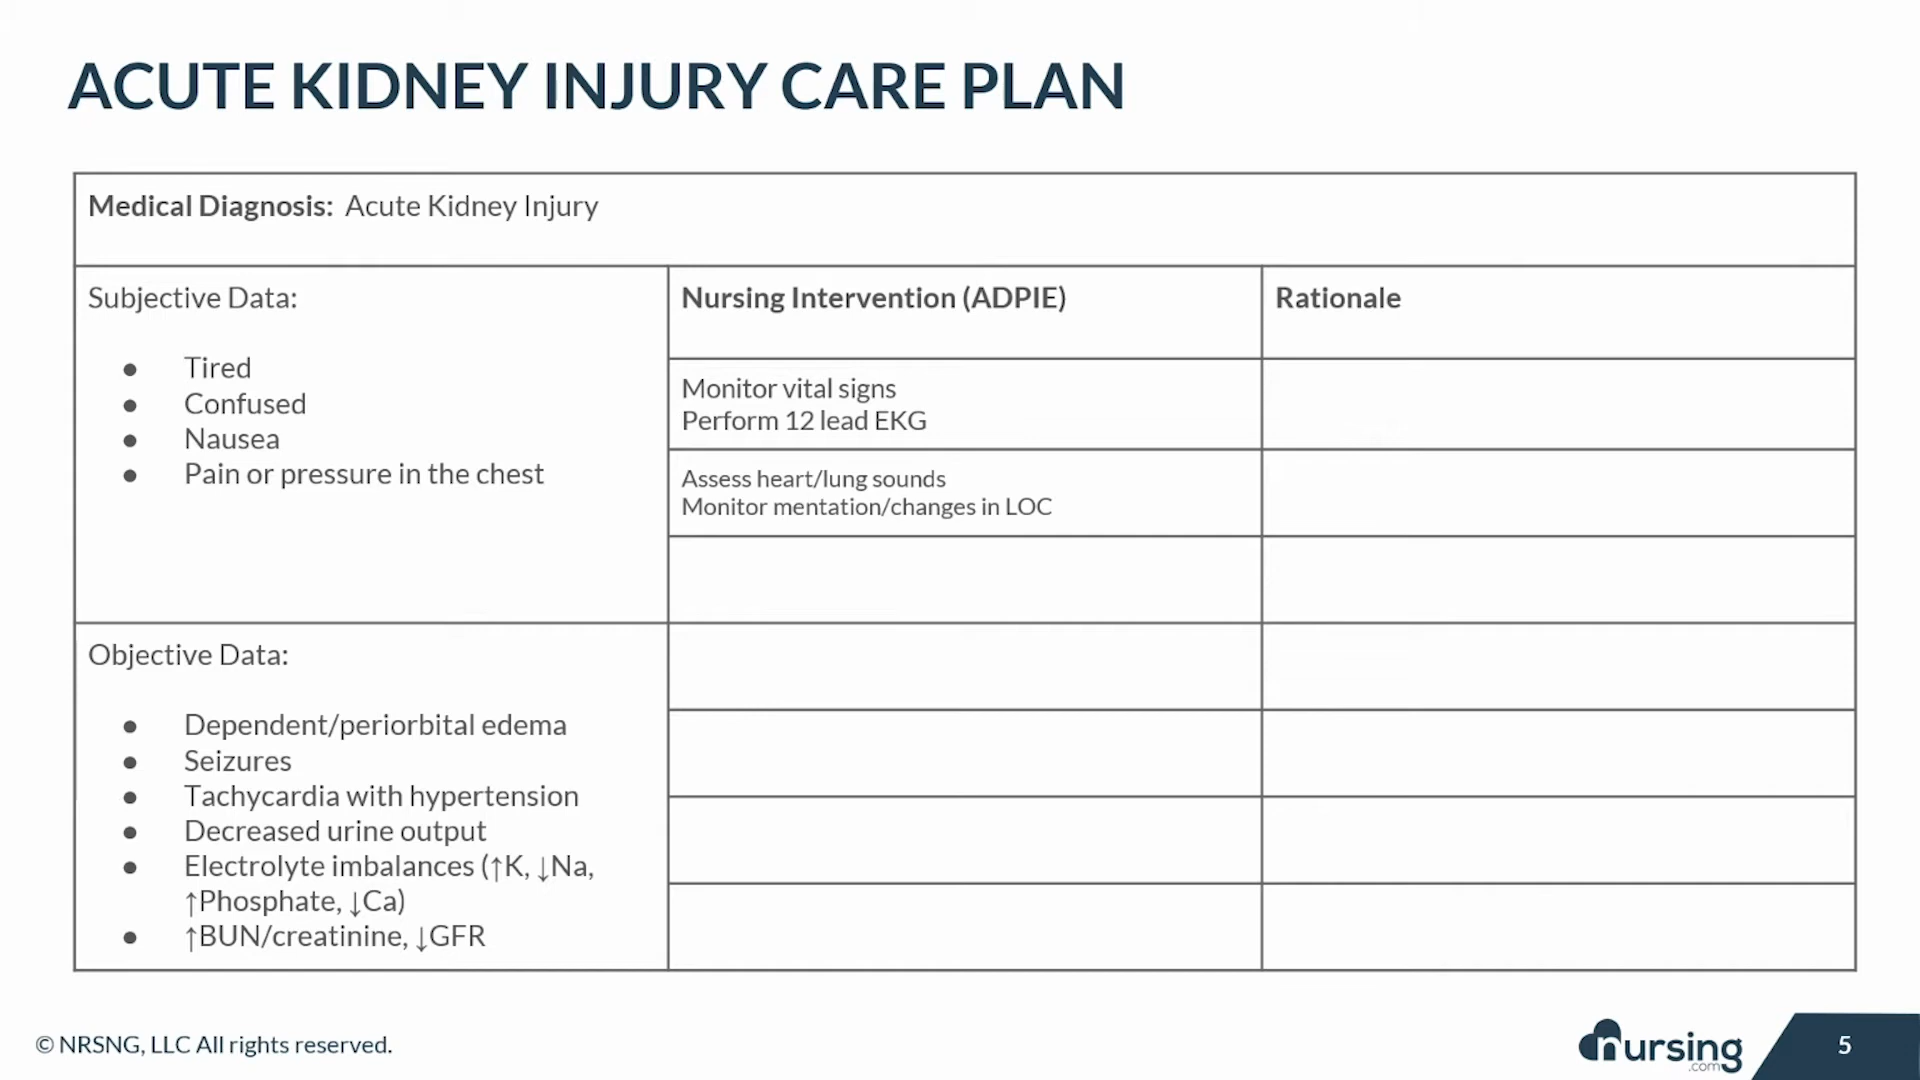 ACUTE KIDNEY INJURY CARE PLAN
Medical Diagnosis: Acute Kidney Injury
Subjective Data:
● Tired
● Confused
● Nausea
● Pain or pressure in the chest
Nursing Intervention (ADPIE)
Rationale
Monitor vital signs
Perform 12 lead EKG
Assess heart/lung sounds
Monitor mentation/changes in LOC
Objective Data:
● Dependent/periorbital edema
● Seizures
● Tachycardia with hypertension
● Decreased urine output
● Electrolyte imbalances (↑K, ↓Na,
↑Phosphate, ↓Ca)
● ↑BUN/creatinine, ↓GFR
© NRSNG, LLC All rights reserved.
nursing
.com
5